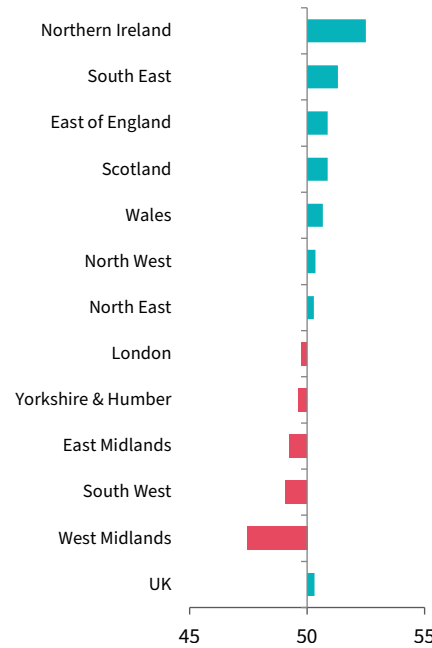 Northern Ireland
South East
East of England
Scotland
Wales
North West
North East
London
Yorkshire & Humber
East Midlands
South West
West Midlands
UK
45 50 55